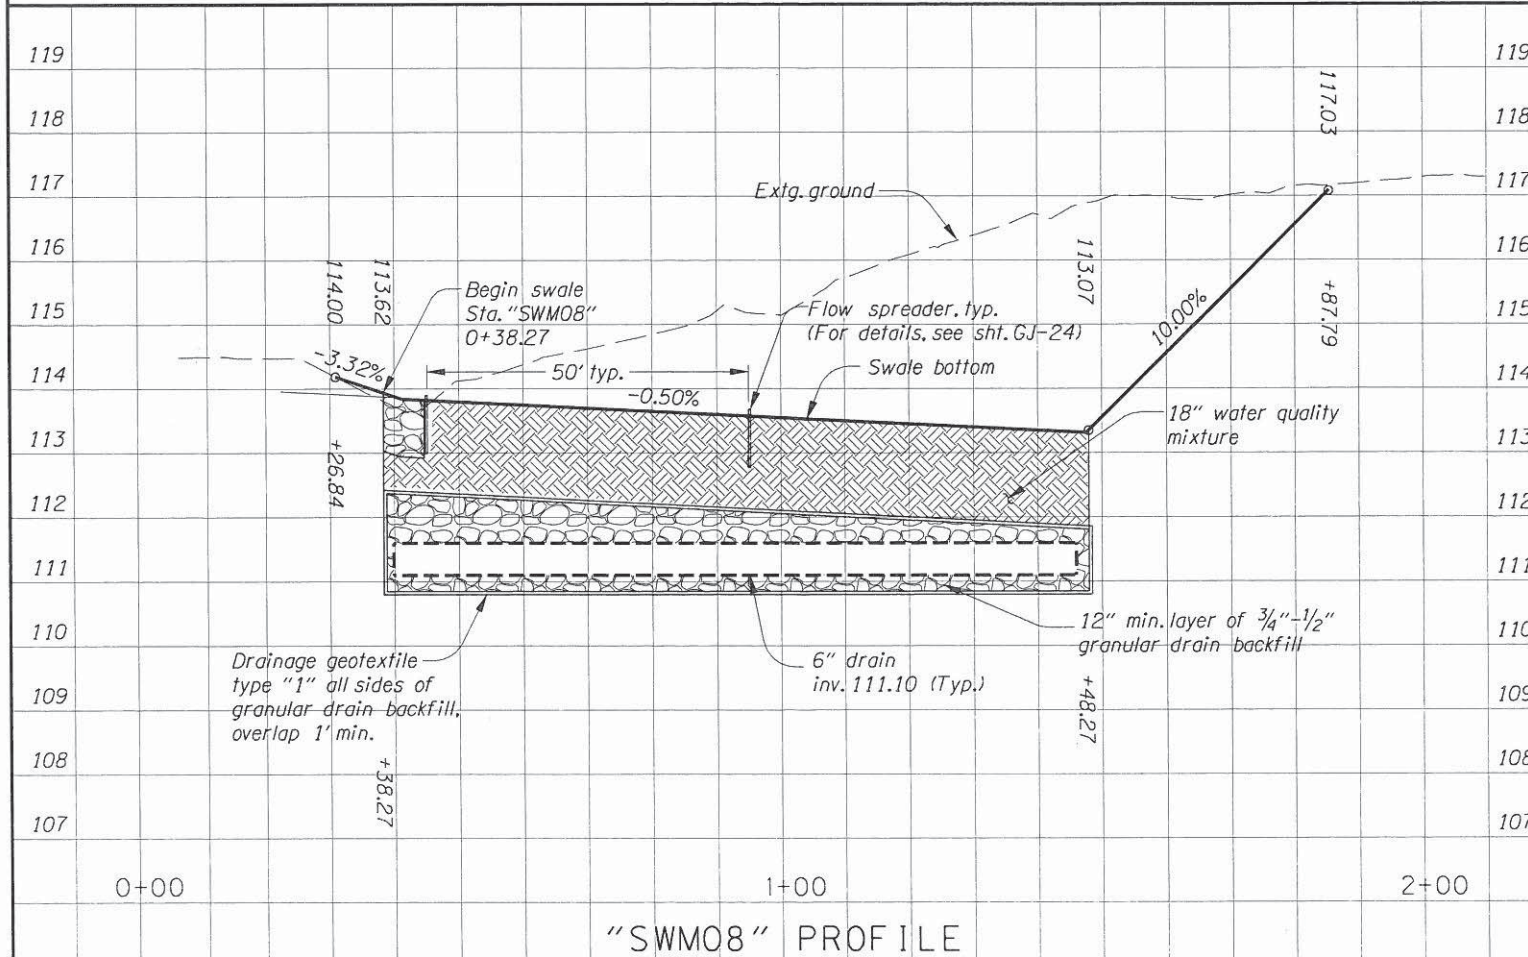 119
119
118
118
117
117
116
116
115
115
114
114
113
113
112
112
111
111
110
110
109
109
108
108
107
107
117.03
Extg. ground
114.00
113.62
113.07
Begin swale
Sta. "SWM08"
0+38.27
Flow spreader, typ.
(For details, see sht. GJ-24)
10.00%
+87.79
-3.32%
50' typ.
-0.50%
Swale bottom
18" water quality
mixture
+26.84
12" min. layer of 3/4"-1/2"
granular drain backfill
Drainage geotextile
type "1" all sides of
granular drain backfill,
overlap 1' min.
6" drain
inv. 111.10 (Typ.)
+48.27
+38.27
0+00
1+00
2+00
"SWM08" PROFILE